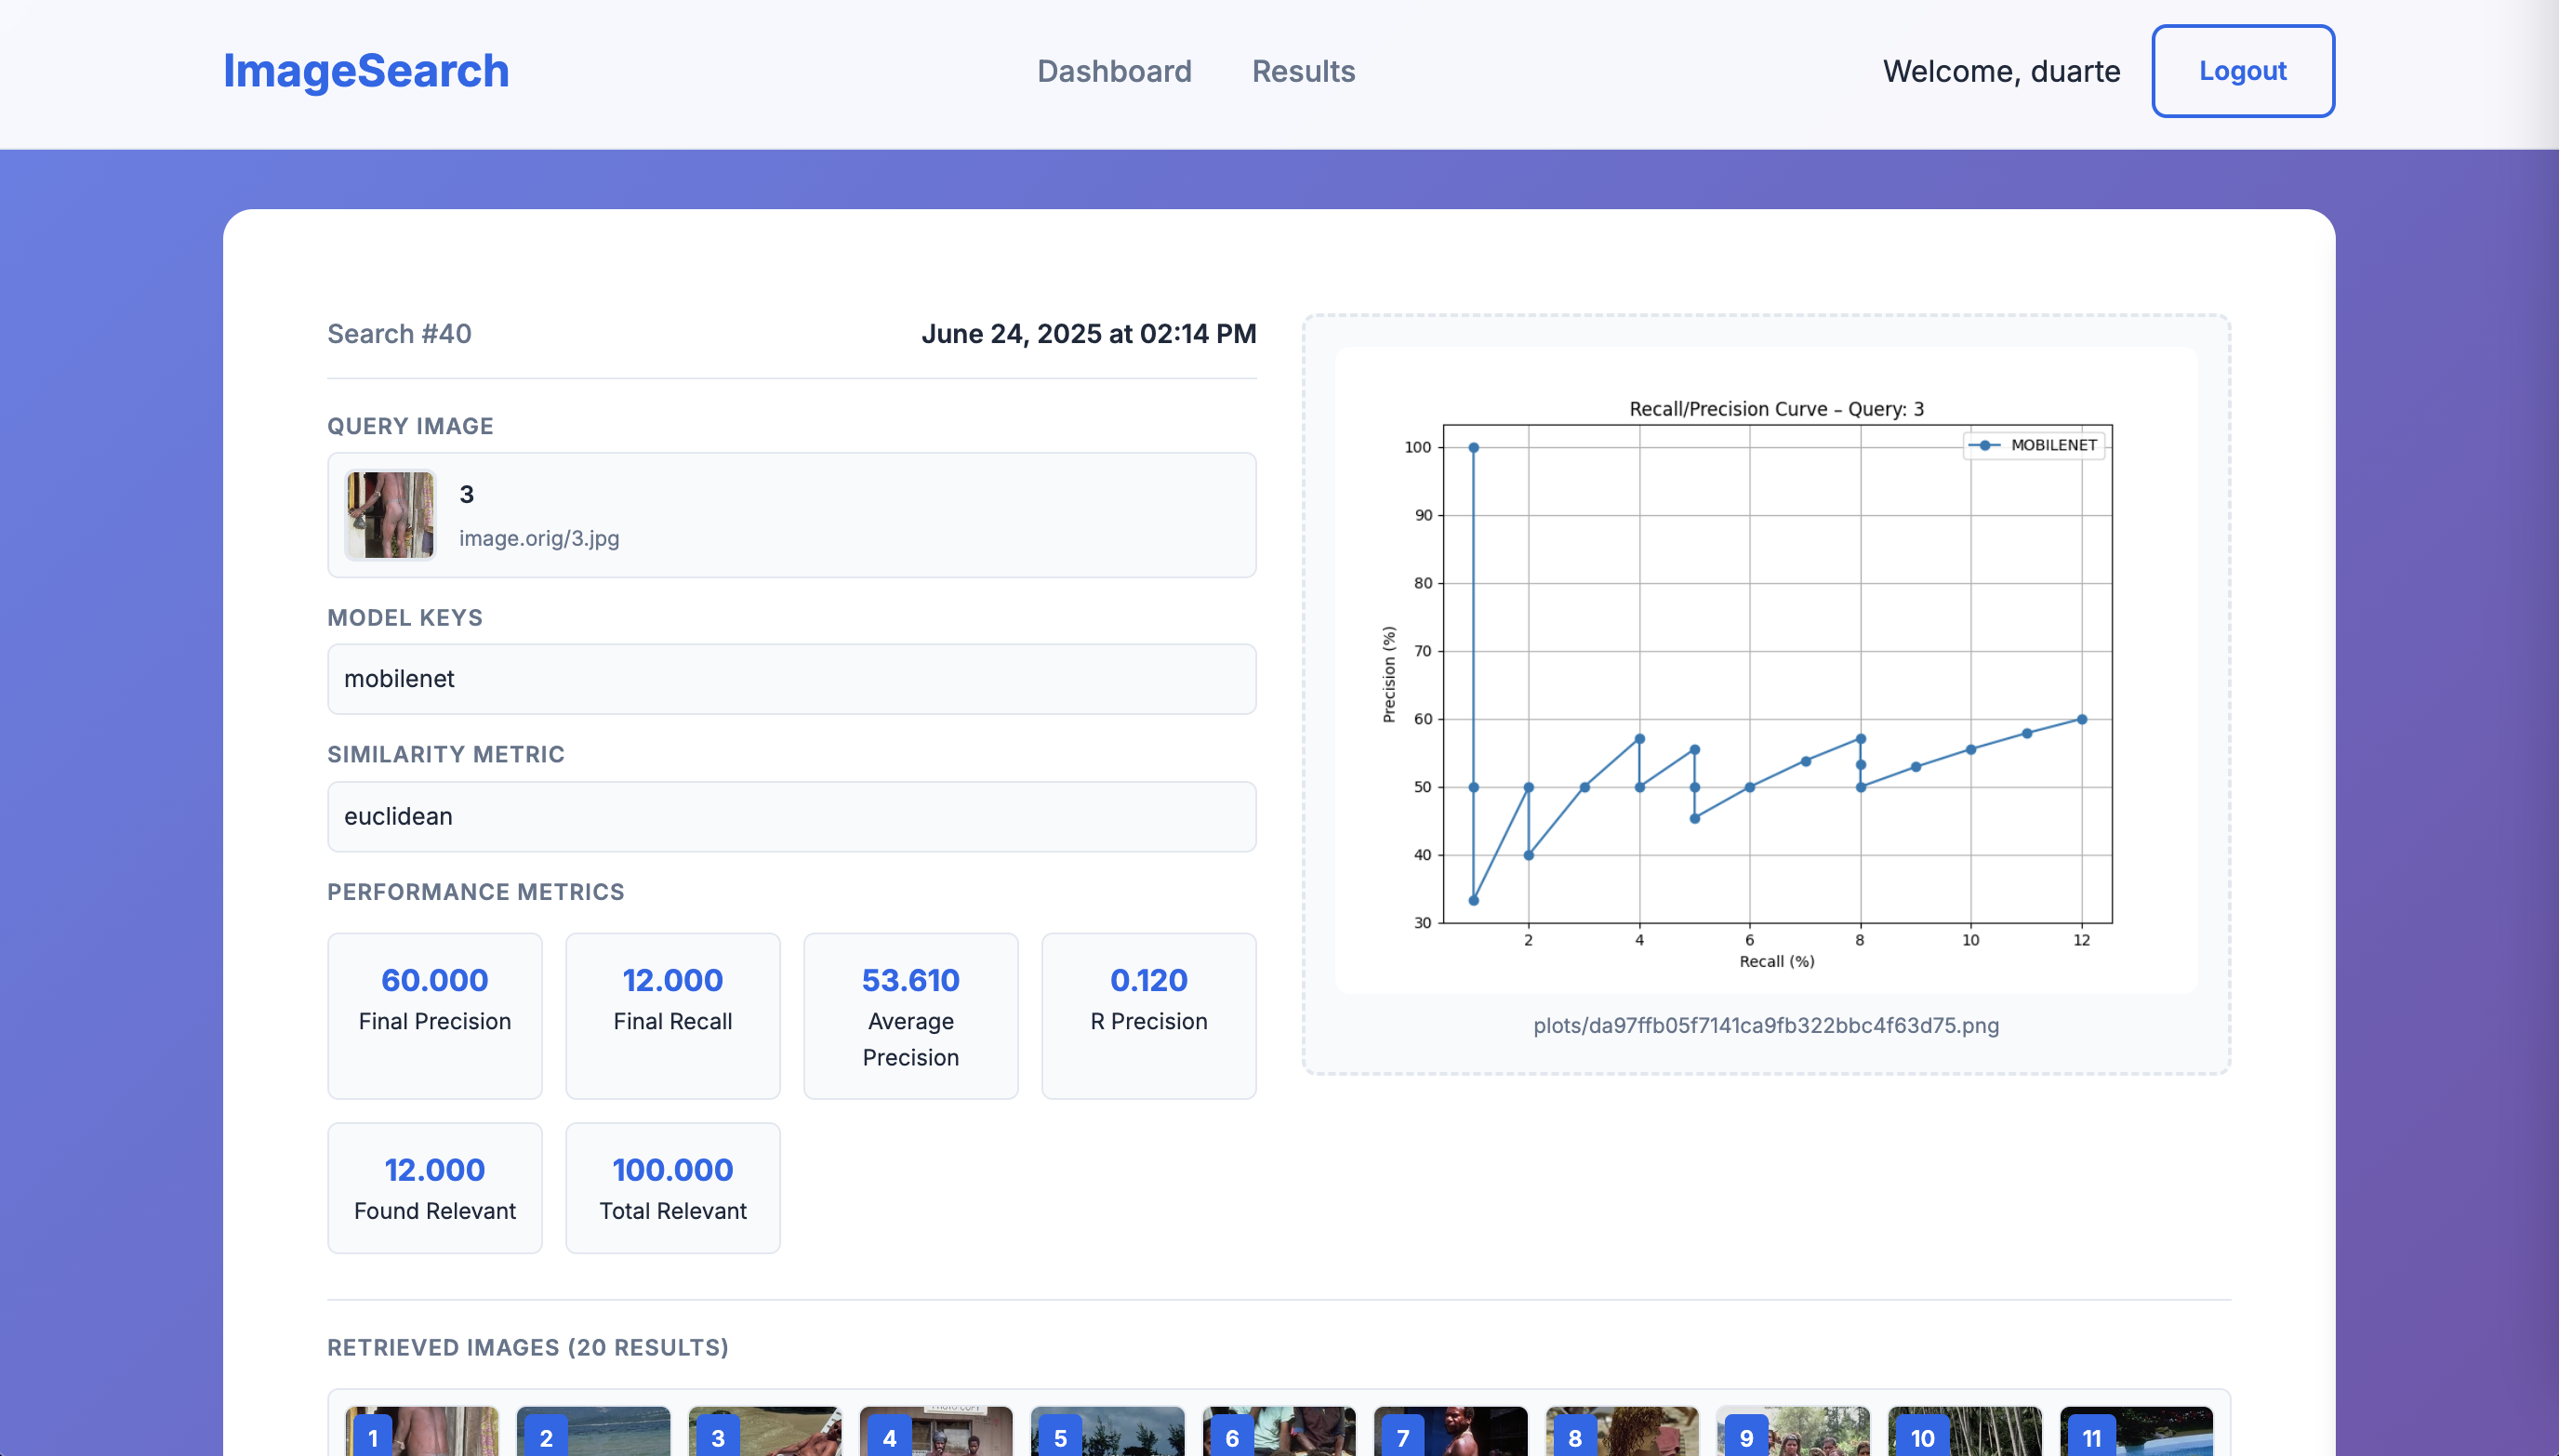 ImageSearch
Dashboard
Results
Welcome, duarte
Logout
Search #40
June 24, 2025 at 02:14 PM
QUERY IMAGE
3
image.orig/3.jpg
MODEL KEYS
mobilenet
SIMILARITY METRIC
euclidean
PERFORMANCE METRICS
60.000
Final Precision
12.000
Final Recall
53.610
Average
Precision
0.120
R Precision
12.000
Found Relevant
100.000
Total Relevant
Recall/Precision Curve – Query: 3
MOBILENET
Precision (%)
100
90
80
70
60
50
40
30
2 4 6 8 10 12
Recall (%)
plots/da97ffb05f7141ca9fb322bbc4f63d75.png
RETRIEVED IMAGES (20 RESULTS)
1 2 3 4 5 6 7 8 9 10 11